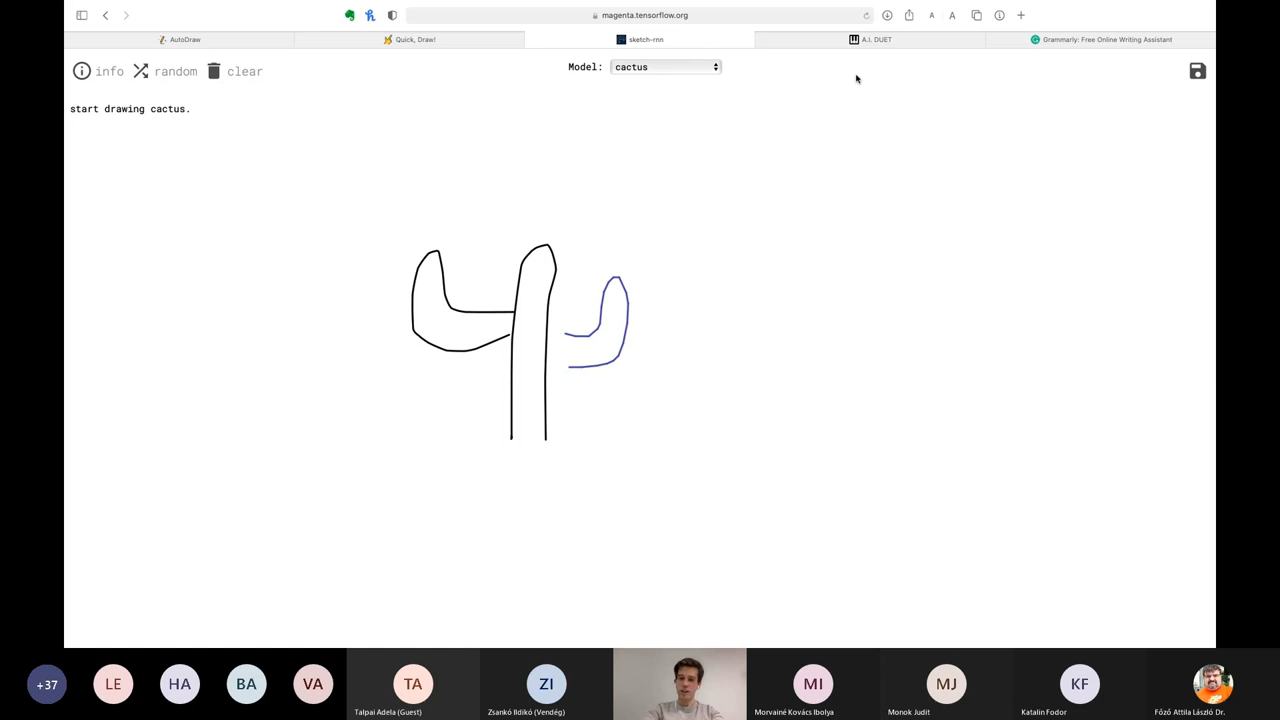 magenta.tensorflow.org
A A
AutoDraw
Quick, Draw!
sketch-rnn
A.I. DUET
Grammarly: Free Online Writing Assistant
info random clear
Model: cactus
start drawing cactus.
+37
LE
HA
BA
VA
TA
Talpai Adela (Guest)
ZI
Zsankó Ildikó (Vendég)
MI
Morvainé Kovács Ibolya
MJ
Monok Judit
KF
Katalin Fodor
Főző Attila László Dr.